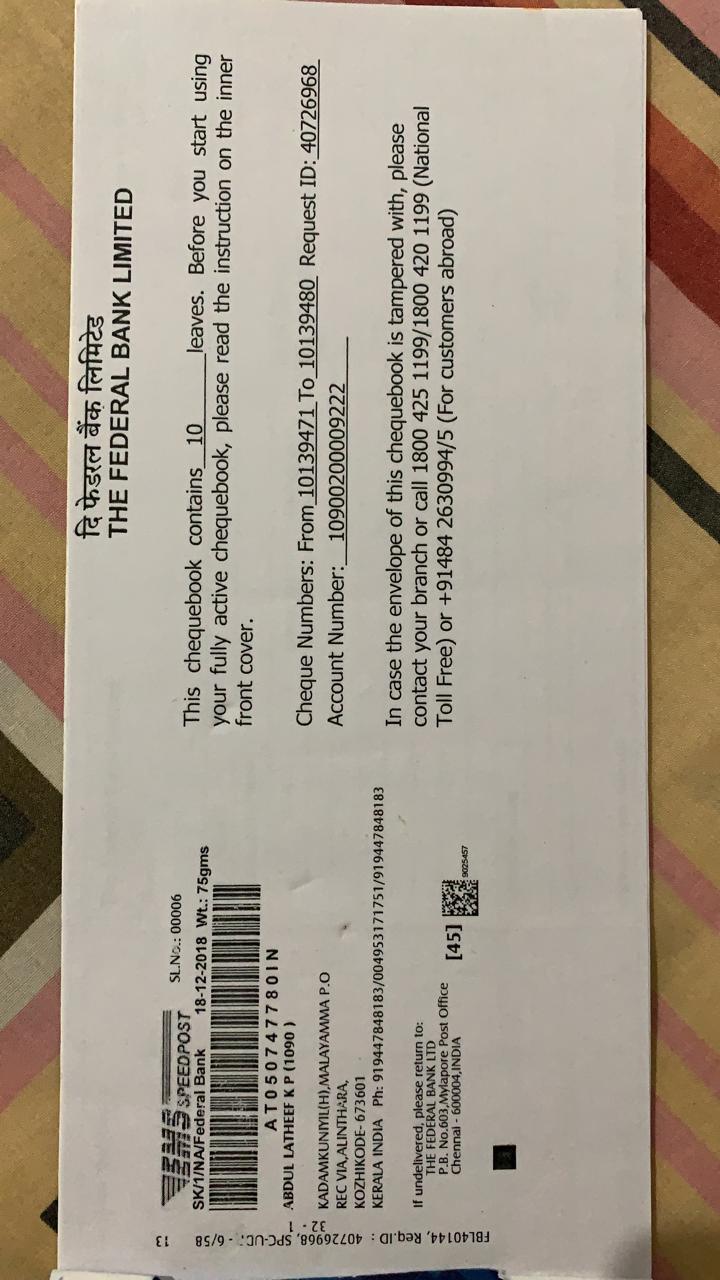 दि फेडरल बैंक लिमिटेड
THE FEDERAL BANK LIMITED
This chequebook contains 10 leaves. Before you start using
your fully active chequebook, please read the instruction on the inner
front cover.
Cheque Numbers: From 10139471 To 10139480 Request ID: 40726968
Account Number: 10900200009222
In case the envelope of this chequebook is tampered with, please
contact your branch or call 1800 425 1199/1800 420 1199 (National
Toll Free) or +91484 2630994/5 (For customers abroad)
SPEEDPOST SL.No.: 00006
SK/1/NA/Federal Bank 18-12-2018 Wt.: 75gms
AT050747780IN
ABDUL LATHEEF K P (1090 )
KADAMKUNIYIL(H),MALAYAMMA P.O
REC VIA,ALINTHARA,
KOZHIKODE- 673601
KERALA INDIA Ph: 919447848183/00495317175​1/919447848183
If undelivered, please return to:
THE FEDERAL BANK LTD
P.B. No.603,Mylapore Post Office
Chennai - 600004,INDIA
[45]
9025457
FBL40144, Req.ID : 40726968, SPC-UC - 6/58 13
32 - 1